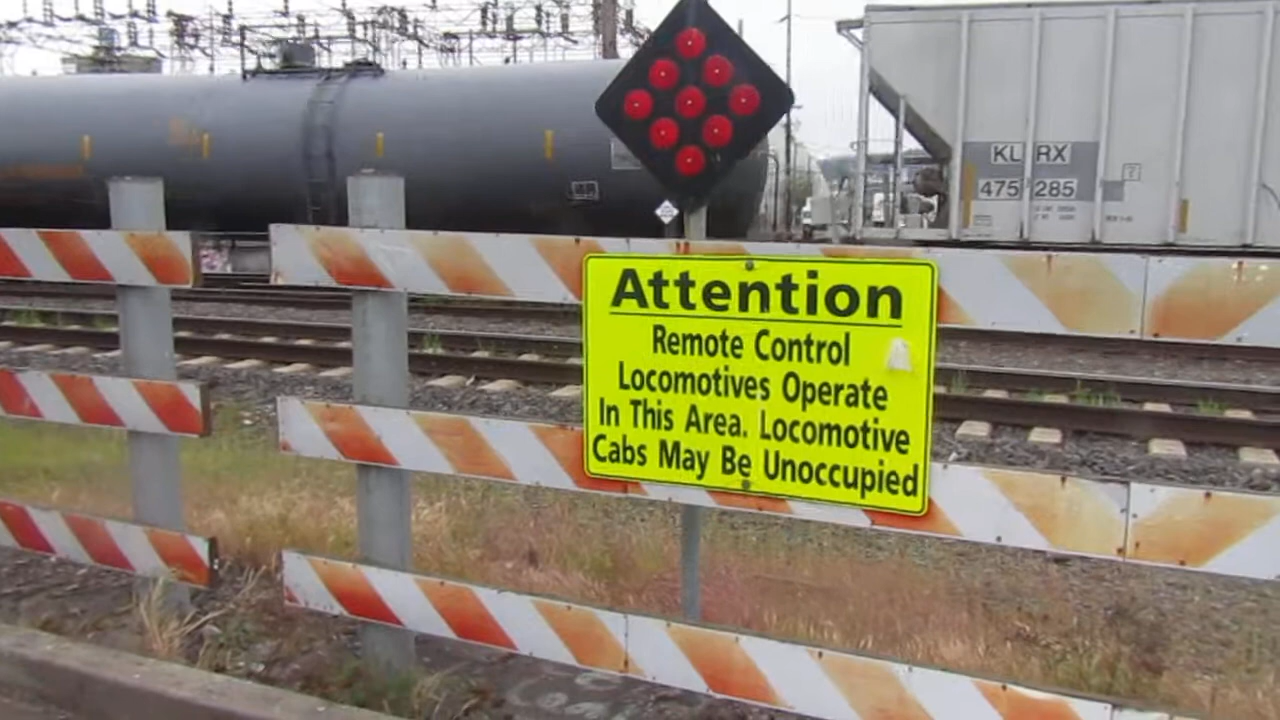 KLRX
475285
Attention
Remote Control
Locomotives Operate
In This Area. Locomotive
Cabs May Be Unoccupied